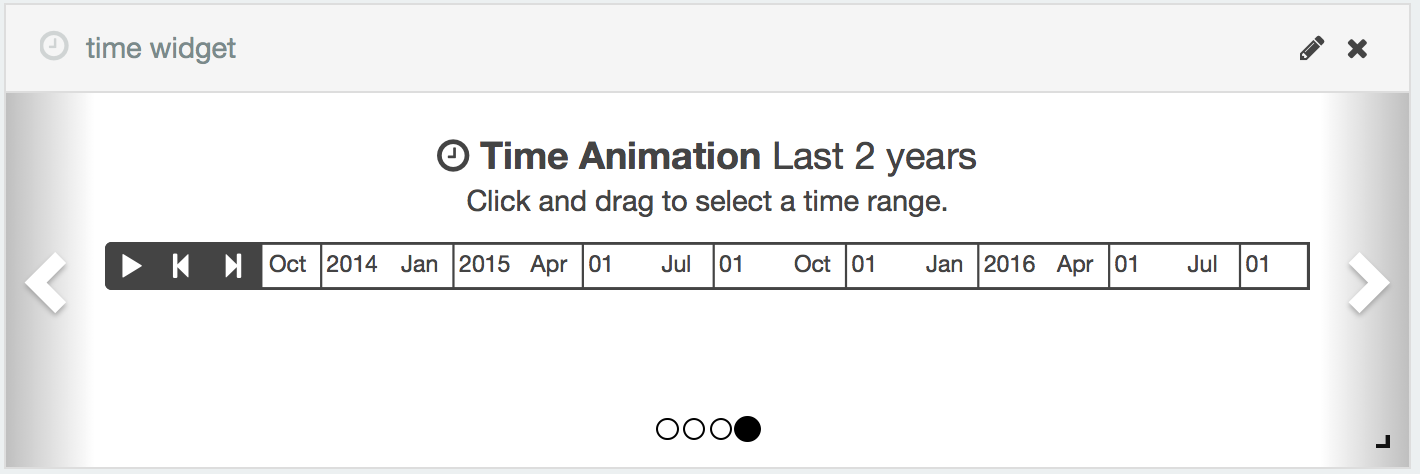 time widget
Time Animation Last 2 years
Click and drag to select a time range.
Oct 2014 Jan 2015 Apr 01 Jul 01 Oct 01 Jan 2016 Apr 01 Jul 01